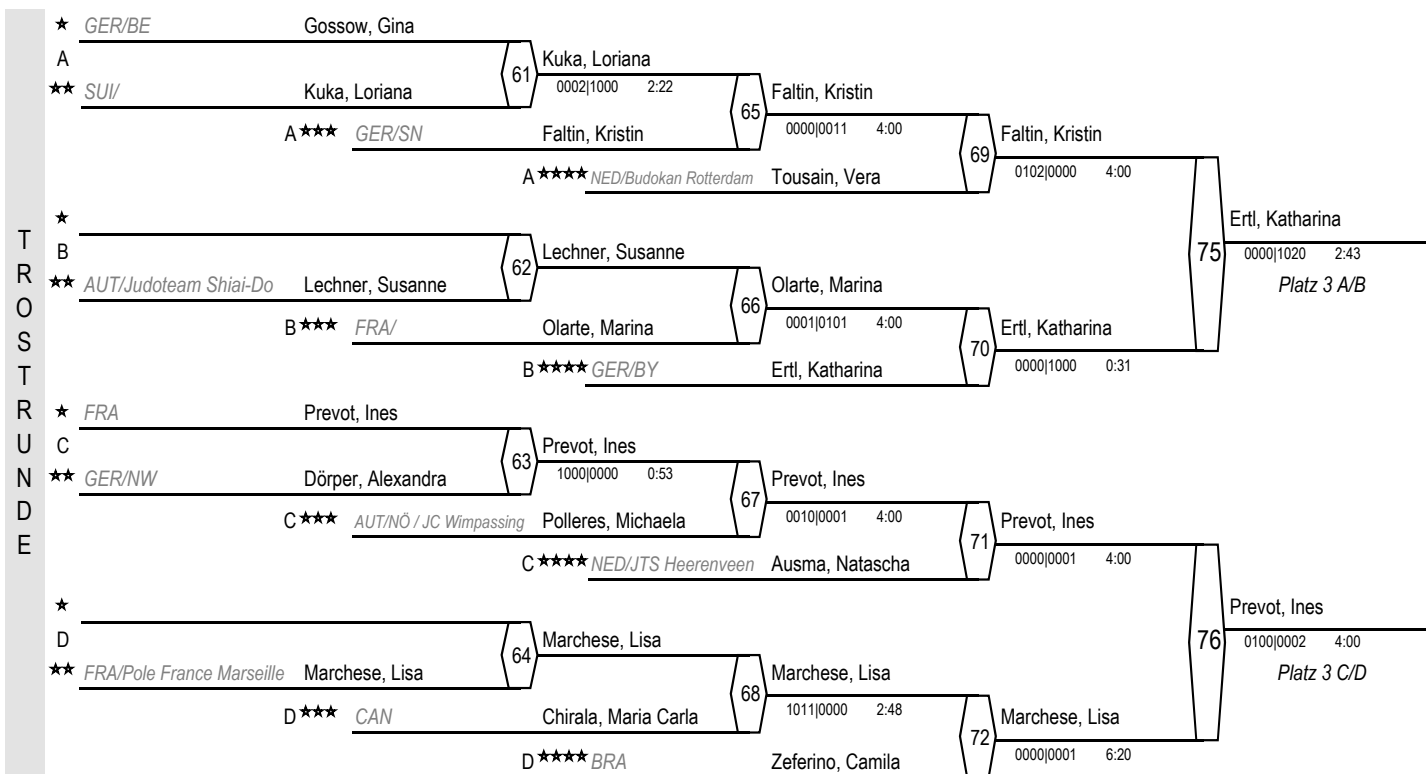 TROSTRUNDE
★ GER/BE Gossow, Gina
A
★★ SUI/ Kuka, Loriana
61 Kuka, Loriana
0002|1000 2:22
A ★★★ GER/SN Faltin, Kristin
65 Faltin, Kristin
0000|0011 4:00
A ★★★★ NED/Budokan Rotterdam Tousain, Vera
69 Faltin, Kristin
0102|0000 4:00
★
B
★★ AUT/Judoteam Shiai-Do Lechner, Susanne
62 Lechner, Susanne
B ★★★ FRA/ Olarte, Marina
66 Olarte, Marina
0001|0101 4:00
B ★★★★ GER/BY Ertl, Katharina
70 Ertl, Katharina
0000|1000 0:31
75 Ertl, Katharina
0000|1020 2:43
Platz 3 A/B
★ FRA Prevot, Ines
C
★★ GER/NW Dörper, Alexandra
63 Prevot, Ines
1000|0000 0:53
C ★★★ AUT/NÖ / JC Wimpassing Polleres, Michaela
67 Prevot, Ines
0010|0001 4:00
C ★★★★ NED/JTS Heerenveen Ausma, Natascha
71 Prevot, Ines
0000|0001 4:00
★
D
★★ FRA/Pole France Marseille Marchese, Lisa
64 Marchese, Lisa
D ★★★ CAN Chirala, Maria Carla
68 Marchese, Lisa
1011|0000 2:48
D ★★★★ BRA Zeferino, Camila
72 Marchese, Lisa
0000|0001 6:20
76 Prevot, Ines
0100|0002 4:00
Platz 3 C/D